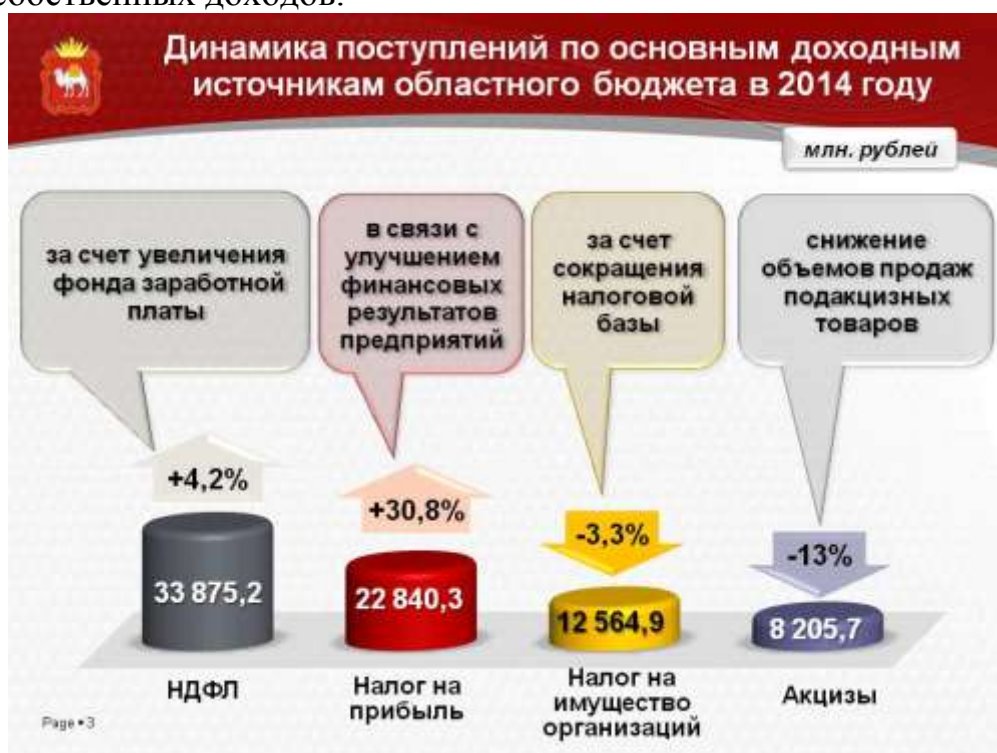 собственных доходов.
Динамика поступлений по основным доходным
источникам областного бюджета в 2014 году
млн. рублей
за счет увеличения
фонда заработной
платы
в связи с
улучшением
финансовых
результатов
предприятий
за счет
сокращения
налоговой
базы
снижение
объемов продаж
подакцизных
товаров
+4,2%
+30,8%
-3,3%
-13%
33 875,2
22 840,3
12 564,9
8 205,7
НДФЛ
Налог на
прибыль
Налог на
имущество
организаций
Акцизы
Page▪3